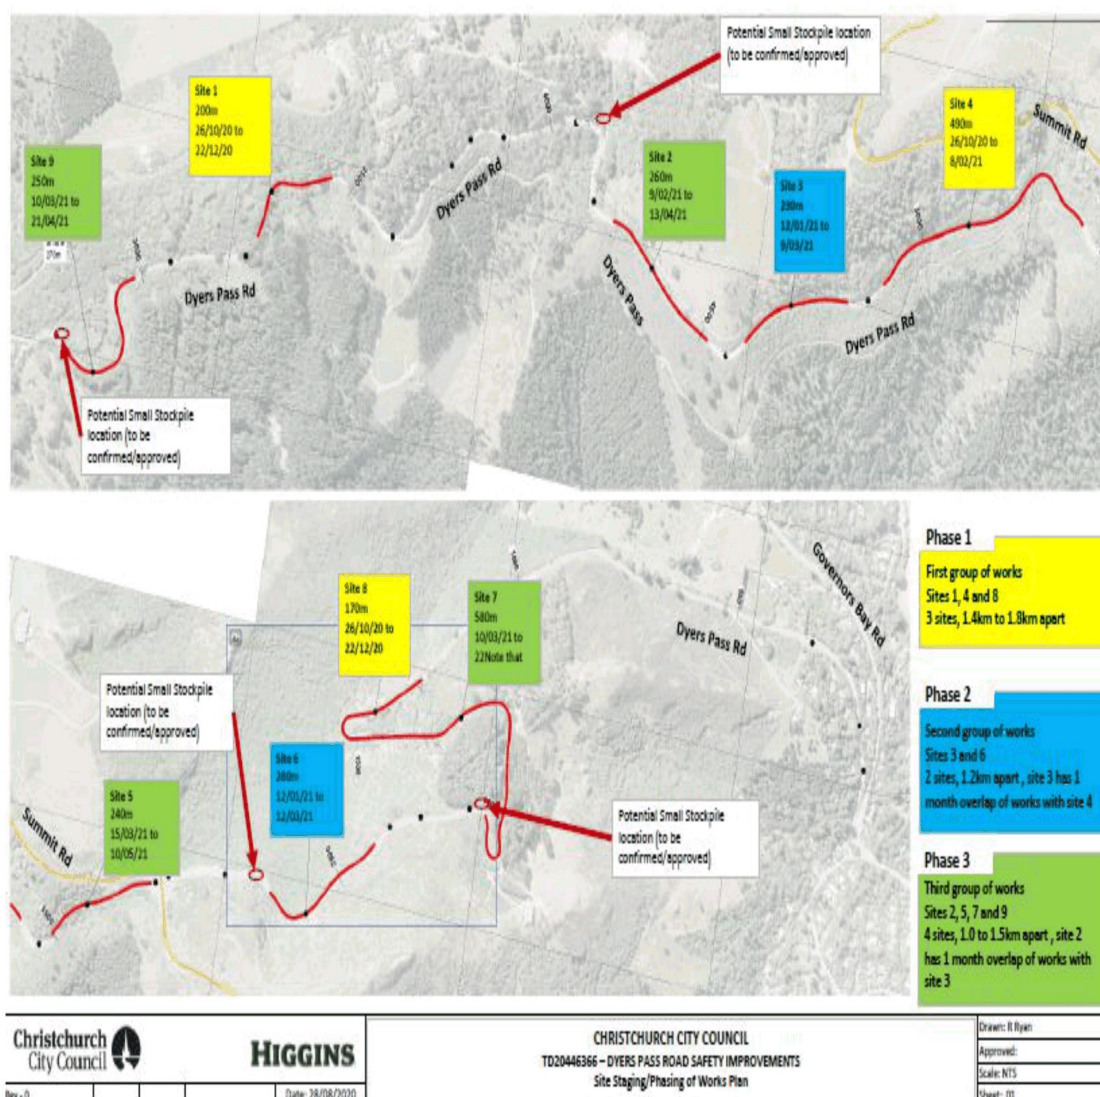 Potential Small Stockpile location
(to be confirmed/approved)
Site 1
200m
26/10/20 to
22/12/20
Site 4
490m
26/10/20 to
8/02/21
Summit Rd
Site 9
250m
10/03/21 to
21/04/21
Site 2
260m
9/02/21 to
13/04/21
Site 3
12/01/21 to
9/03/21
Dyers Pass Rd
Dyers Pass Rd
Dyers Pass
Dyers Pass Rd
Potential Small Stockpile
location (to be
confirmed/approved)
Phase 1
First group of works
Sites 1, 4 and 8
3 sites, 1.4km to 1.8km apart
Site 8
170m
26/10/20 to
22/12/20
Site 7
580m
10/03/21 to
22Note that
Governors Bay Rd
Dyers Pass Rd
Potential Small Stockpile
location (to be
confirmed/approved)
Phase 2
Second group of works
Sites 3 and 6
2 sites, 1.2km apart , site 3 has 1
month overlap of works with site 4
Site 6
280m
12/01/21 to
12/03/21
Site 5
240m
15/03/21 to
10/05/21
Summit Rd
Potential Small Stockpile
location (to be
confirmed/approved)
Phase 3
Third group of works
Sites 2, 5, 7 and 9
4 sites, 1.0 to 1.5km apart , site 2
has 1 month overlap of works with
site 3
Christchurch
City Council
HIGGINS
CHRISTCHURCH CITY COUNCIL
TD20446366 – DYERS PASS ROAD SAFETY IMPROVEMENTS
Site Staging/Phasing of Works Plan
Drawn: R Ryan
Approved:
Scale: NTS
Sheet: 01
Rev - 0
Date: 28/08/2020